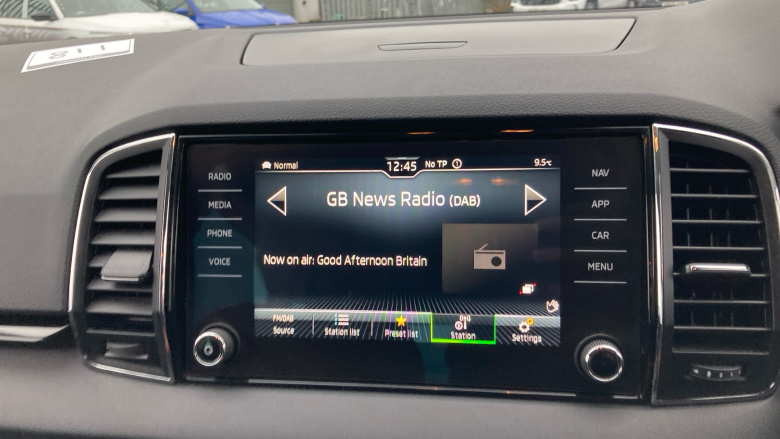 SII
RADIO
MEDIA
PHONE
VOICE
Normal
12:45
No TP
9.5°C
GB News Radio (DAB)
Now on air: Good Afternoon Britain
FM/DAB
Source
Station list
Preset list
Station
Settings
NAV
APP
CAR
MENU